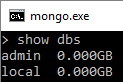 mongo.exe
> show dbs
admin  0.000GB
local  0.000GB